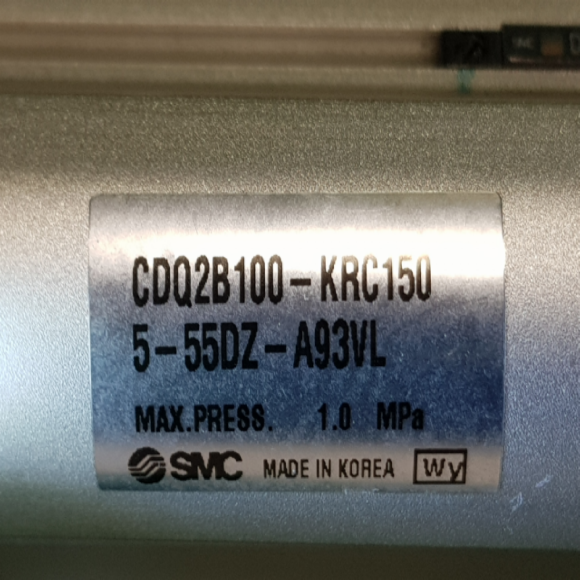 CDQ2B100-KRC150
5-55DZ-A93VL
MAX.PRESS. 1.0 MPa
SMC MADE IN KOREA Wy